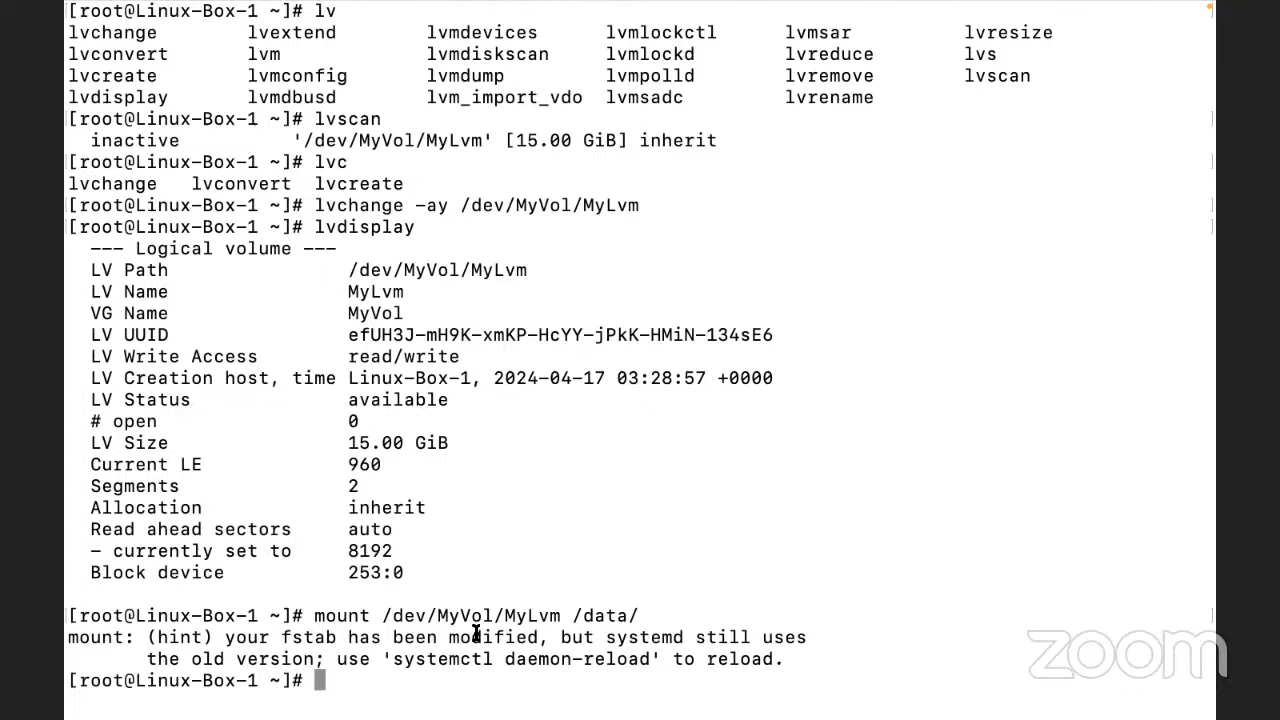 [root@Linux-Box-1 ~]# lv
lvchange lvextend lvmdevices lvmlockctl lvmsar lvresize
lvconvert lvm lvmdiskscan lvmlockd lvreduce lvs
lvcreate lvmconfig lvmdump lvmpolld lvremove lvscan
lvdisplay lvmdbusd lvm_import_vdo lvmsadc lvrename
[root@Linux-Box-1 ~]# lvscan
inactive '/dev/MyVol/MyLvm' [15.00 GiB] inherit
[root@Linux-Box-1 ~]# lvc
lvchange lvconvert lvcreate
[root@Linux-Box-1 ~]# lvchange -ay /dev/MyVol/MyLvm
[root@Linux-Box-1 ~]# lvdisplay
--- Logical volume ---
LV Path /dev/MyVol/MyLvm
LV Name MyLvm
VG Name MyVol
LV UUID efUH3J-mH9K-xmKP-HcYY-jPkK-HMiN-134sE6
LV Write Access read/write
LV Creation host, time Linux-Box-1, 2024-04-17 03:28:57 +0000
LV Status available
# open 0
LV Size 15.00 GiB
Current LE 960
Segments 2
Allocation inherit
Read ahead sectors auto
- currently set to 8192
Block device 253:0
[root@Linux-Box-1 ~]# mount /dev/MyVol/MyLvm /data/
mount: (hint) your fstab has been modified, but systemd still uses
the old version; use 'systemctl daemon-reload' to reload.
[root@Linux-Box-1 ~]#
zoom